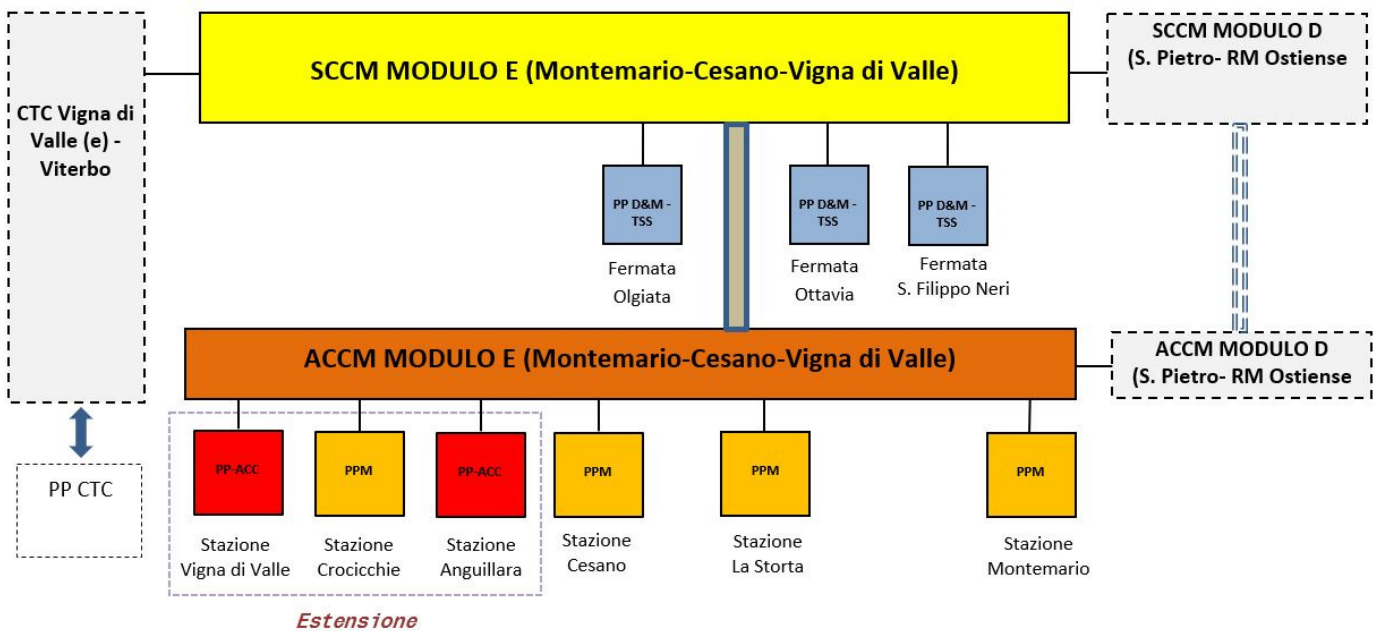 SCCM MODULO E (Montemario-Cesano-Vigna di Valle)
SCCM MODULO D
(S. Pietro- RM Ostiense
CTC Vigna di
Valle (e) -
Viterbo
PP D&M -
TSS
PP D&M -
TSS
PP D&M -
TSS
Fermata
Olgiata
Fermata
Ottavia
Fermata
S. Filippo Neri
ACCM MODULO E (Montemario-Cesano-Vigna di Valle)
ACCM MODULO D
(S. Pietro- RM Ostiense
PP CTC
PP-ACC
PPM
PP-ACC
PPM
PPM
PPM
Stazione
Vigna di Valle
Stazione
Crocicchie
Stazione
Anguillara
Stazione
Cesano
Stazione
La Storta
Stazione
Montemario
Estensione